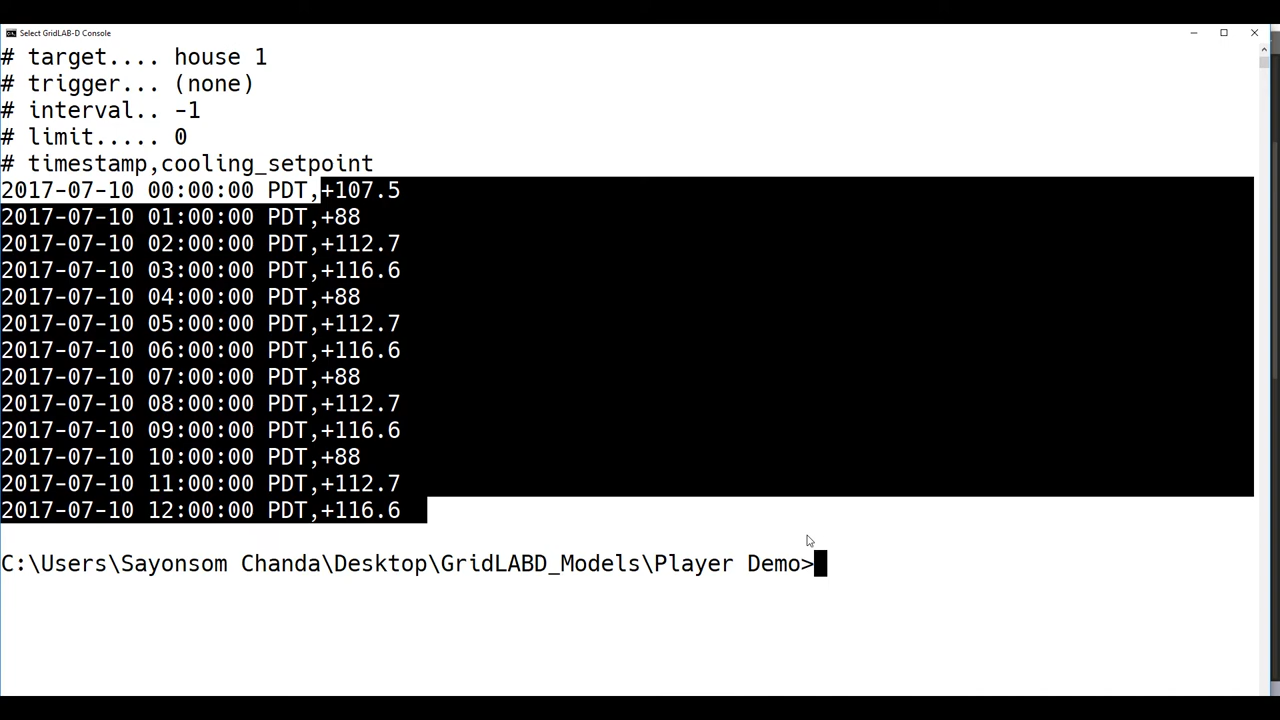 Select GridLAB-D Console
# target.... house 1
# trigger... (none)
# interval.. -1
# limit..... 0
# timestamp,cooling_setpoint
2017-07-10 00:00:00 PDT,+107.5
2017-07-10 01:00:00 PDT,+88
2017-07-10 02:00:00 PDT,+112.7
2017-07-10 03:00:00 PDT,+116.6
2017-07-10 04:00:00 PDT,+88
2017-07-10 05:00:00 PDT,+112.7
2017-07-10 06:00:00 PDT,+116.6
2017-07-10 07:00:00 PDT,+88
2017-07-10 08:00:00 PDT,+112.7
2017-07-10 09:00:00 PDT,+116.6
2017-07-10 10:00:00 PDT,+88
2017-07-10 11:00:00 PDT,+112.7
2017-07-10 12:00:00 PDT,+116.6
C:\Users\Sayonsom Chanda\Desktop\GridLABD_Models\Player Demo>